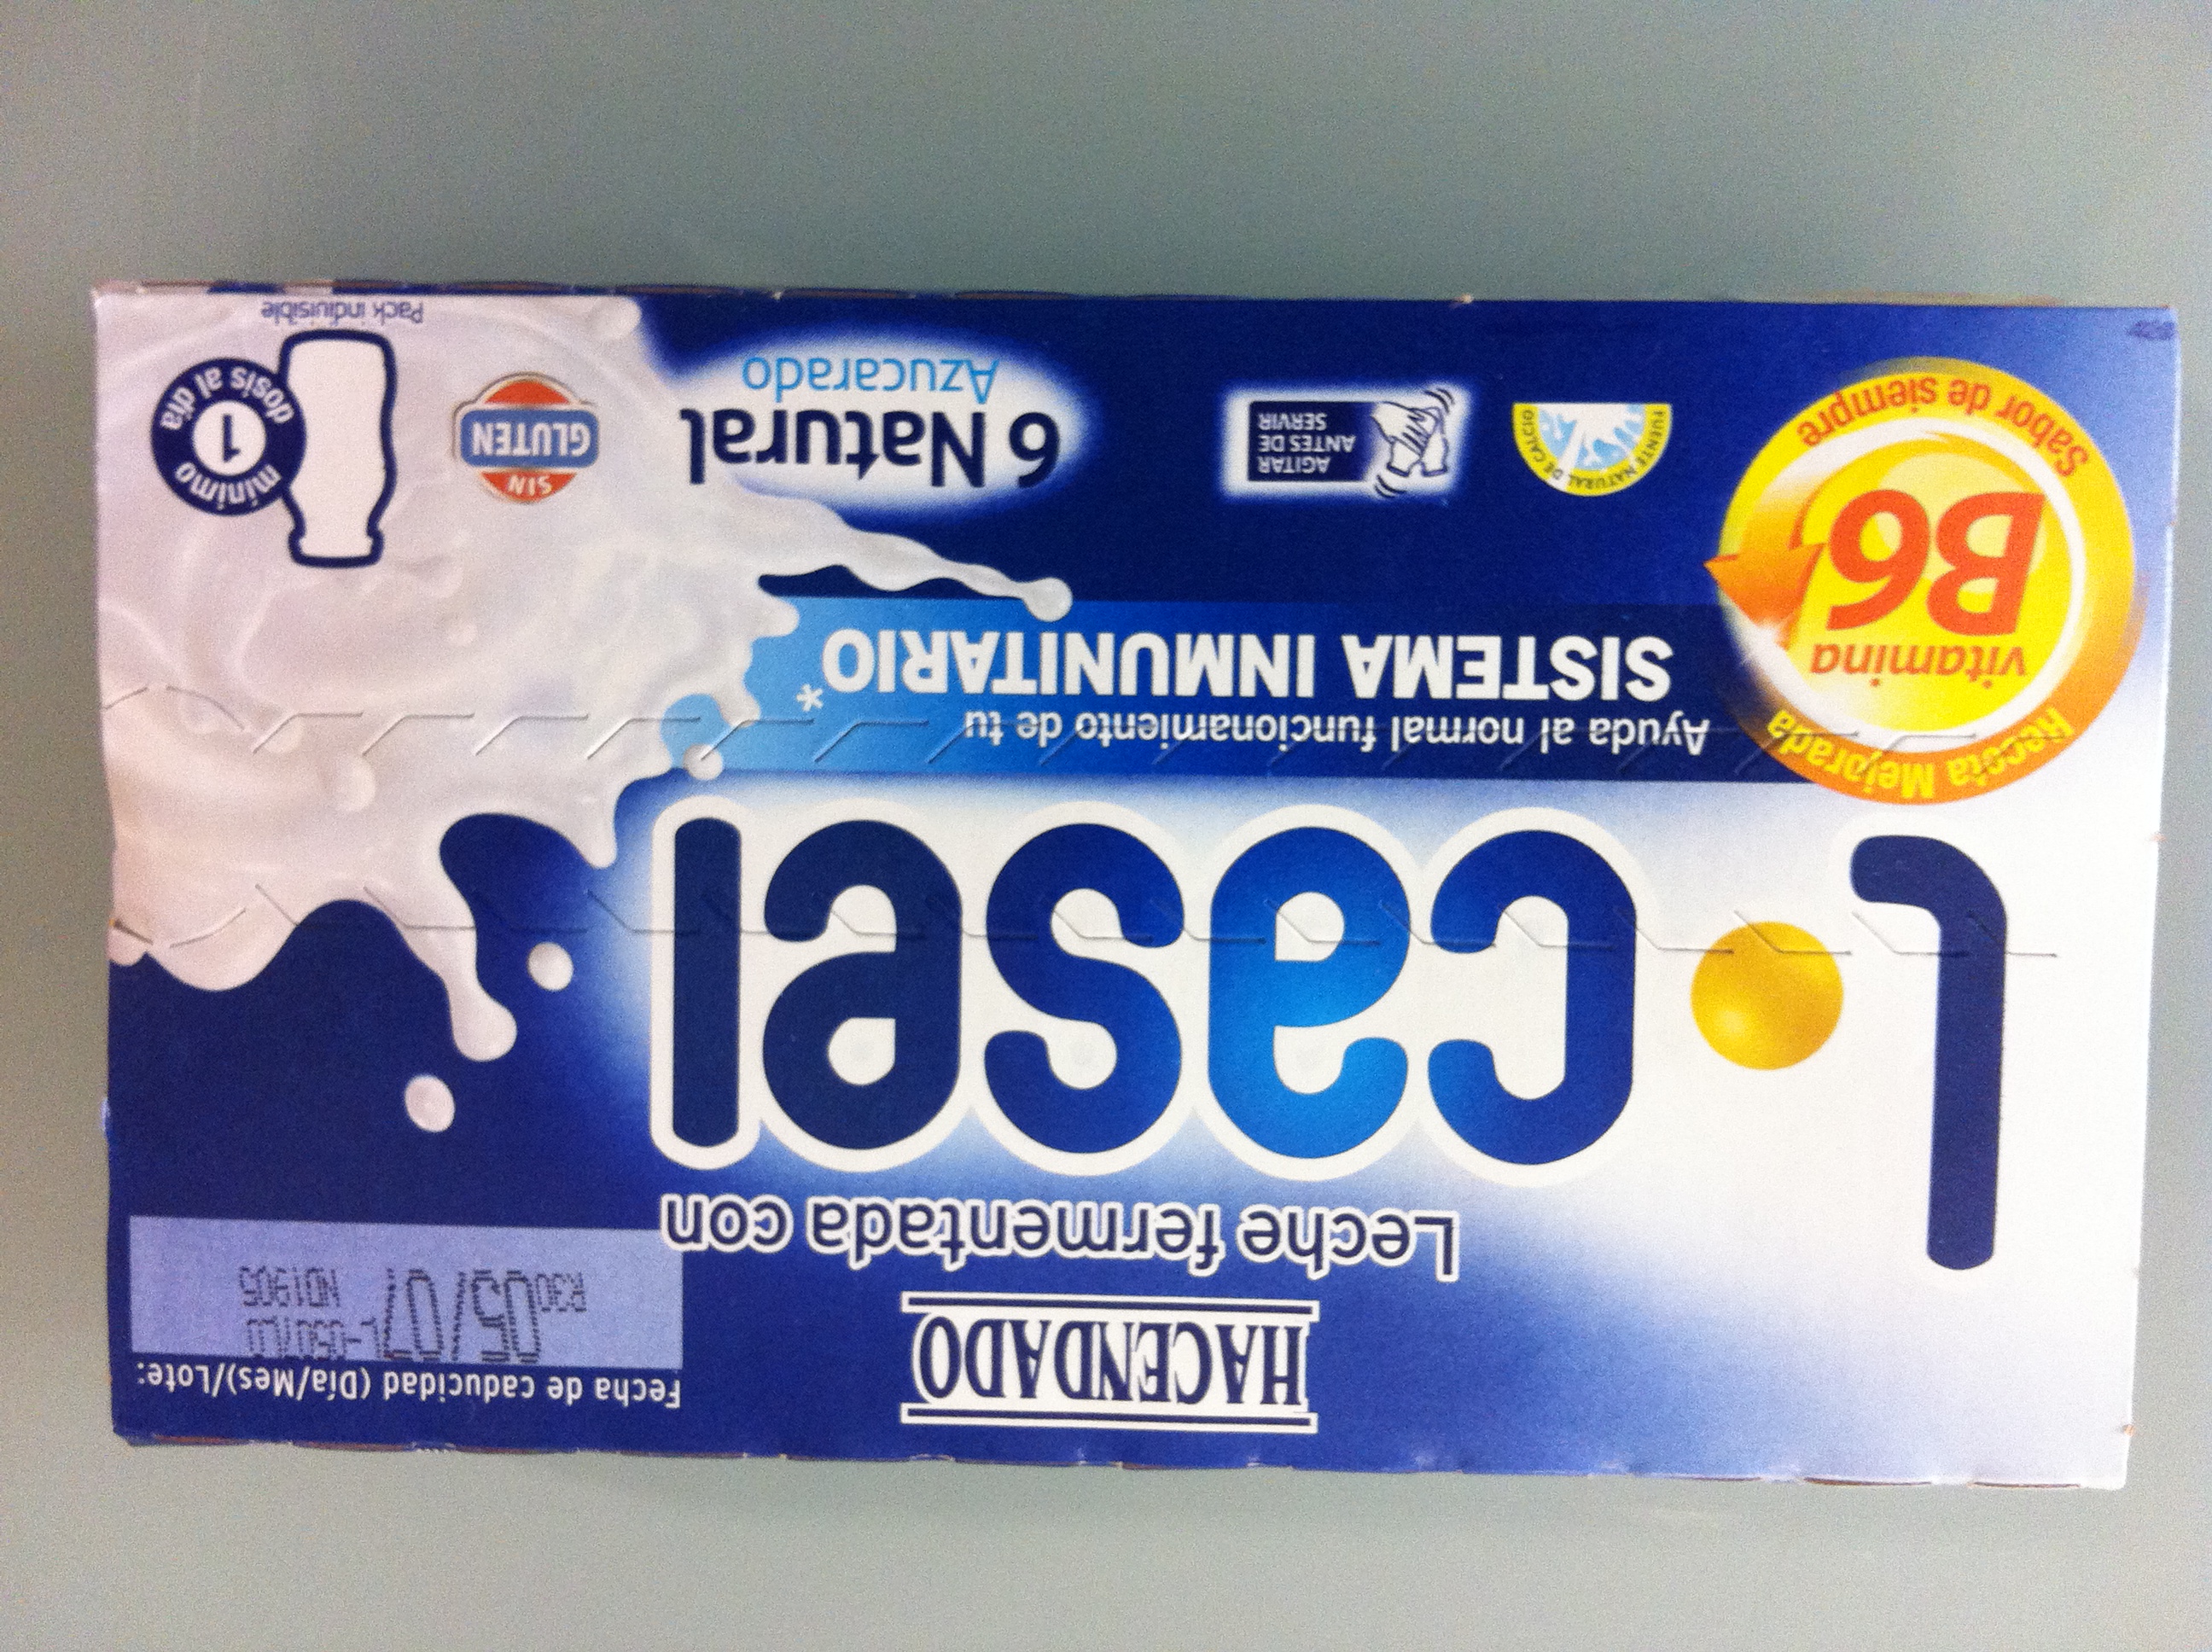 HACENDADO
Fecha de caducidad (Día/Mes)/Lote:
05/07
Leche fermentada con
L.casei
Receta Mejorada
vitamina
B6
Sabor de siempre
Ayuda al normal funcionamiento de tu
SISTEMA INMUNITARIO*
FUENTE NATURAL DE CALCIO
AGITAR
ANTES DE
SERVIR
6 Natural
Azucarado
SIN
GLUTEN
mínimo
1
dosis al día
Pack indivisible